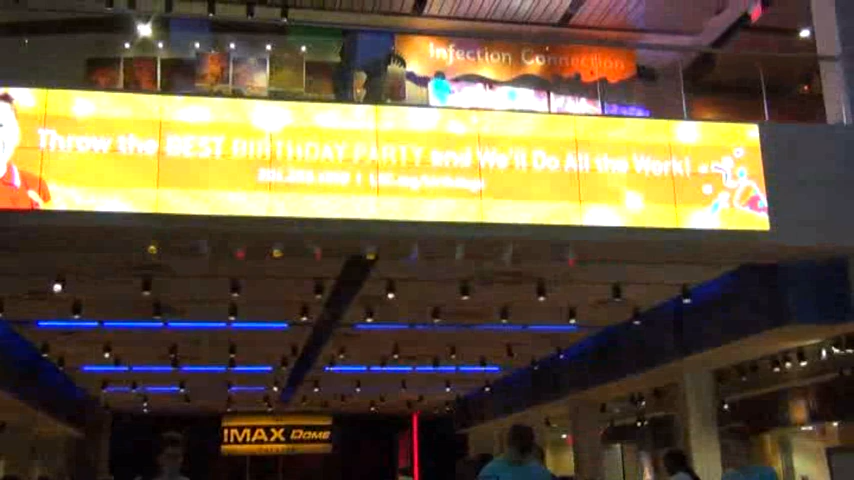 Infection Connection
Throw the BEST BIRTHDAY PARTY and We'll Do All the Work!
IMAX DOME